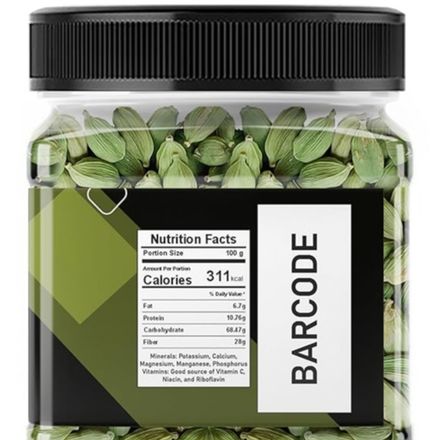 Nutrition Facts
Portion Size 100 g
Amount Per Portion
Calories 311kcal
% Daily Value*
Fat 6.7g
Protein 10.76g
Carbohydrate 68.47g
Fiber 28g
Minerals: Potassium, Calcium,
Magnesium, Manganese, Phosphorus
Vitamins: Good source of Vitamin C,
Niacin, and Riboflavin
BARCODE